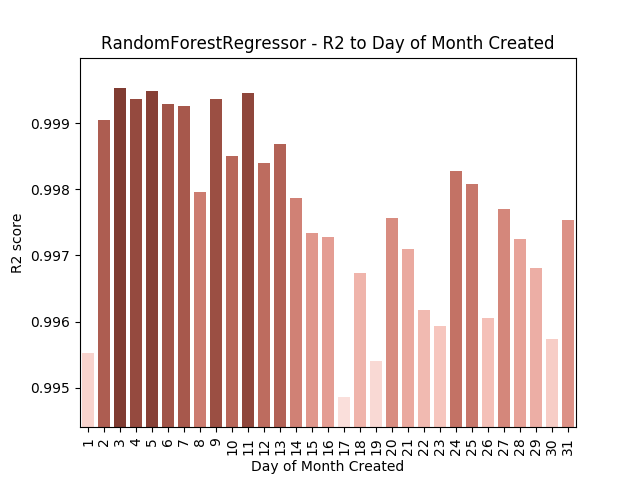 RandomForestRegressor - R2 to Day of Month Created
0.999
0.998
0.997
0.996
0.995
R2 score
1 2 3 4 5 6 7 8 9 10 11 12 13 14 15 16 17 18 19 20 21 22 23 24 25 26 27 28 29 30 31
Day of Month Created